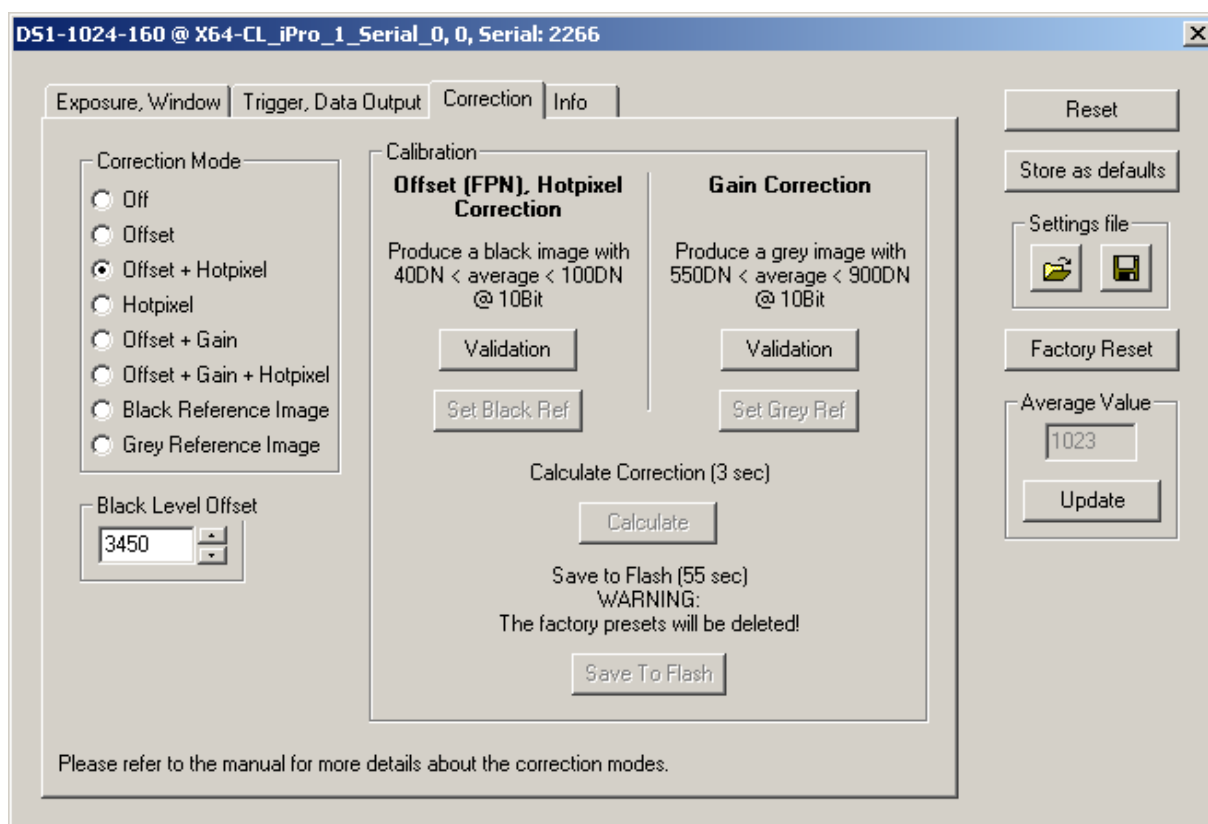 DS1-1024-160 @ X64-CL_iPro_1_Serial_0, 0, Serial: 2266
Exposure, Window
Trigger, Data Output
Correction
Info
Correction Mode
Off
Offset
Offset + Hotpixel
Hotpixel
Offset + Gain
Offset + Gain + Hotpixel
Black Reference Image
Grey Reference Image
Black Level Offset
3450
Calibration
Offset (FPN), Hotpixel
Correction
Produce a black image with
40DN < average < 100DN
@ 10Bit
Validation
Set Black Ref
Gain Correction
Produce a grey image with
550DN < average < 900DN
@ 10Bit
Validation
Set Grey Ref
Calculate Correction (3 sec)
Calculate
Save to Flash (55 sec)
WARNING:
The factory presets will be deleted!
Save To Flash
Please refer to the manual for more details about the correction modes.
Reset
Store as defaults
Settings file
Factory Reset
Average Value
1023
Update